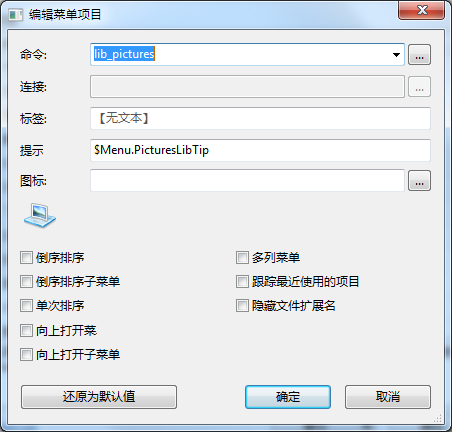 编辑菜单项目
命令:
lib_pictures
...
连接:
...
标签:
【无文本】
提示
$Menu.PicturesLibTip
图标:
...
倒序排序
多列菜单
倒序排序子菜单
跟踪最近使用的项目
单次排序
隐藏文件扩展名
向上打开菜
向上打开子菜单
还原为默认值
确定
取消